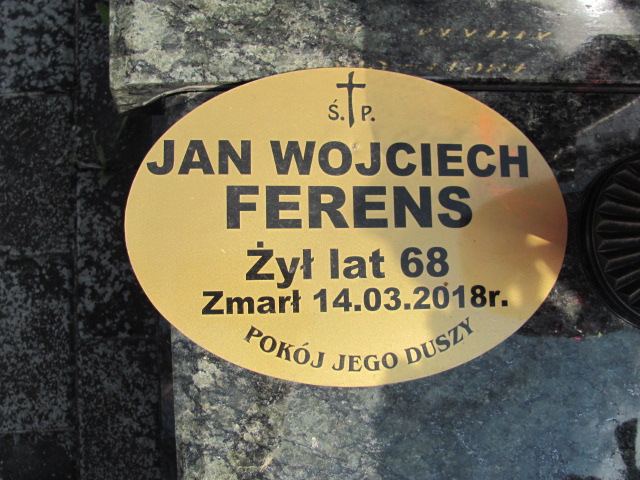 Ś. P.
JAN WOJCIECH
FERENS
Żył lat 68
Zmarł 14.03.2018r.
POKÓJ JEGO DUSZY